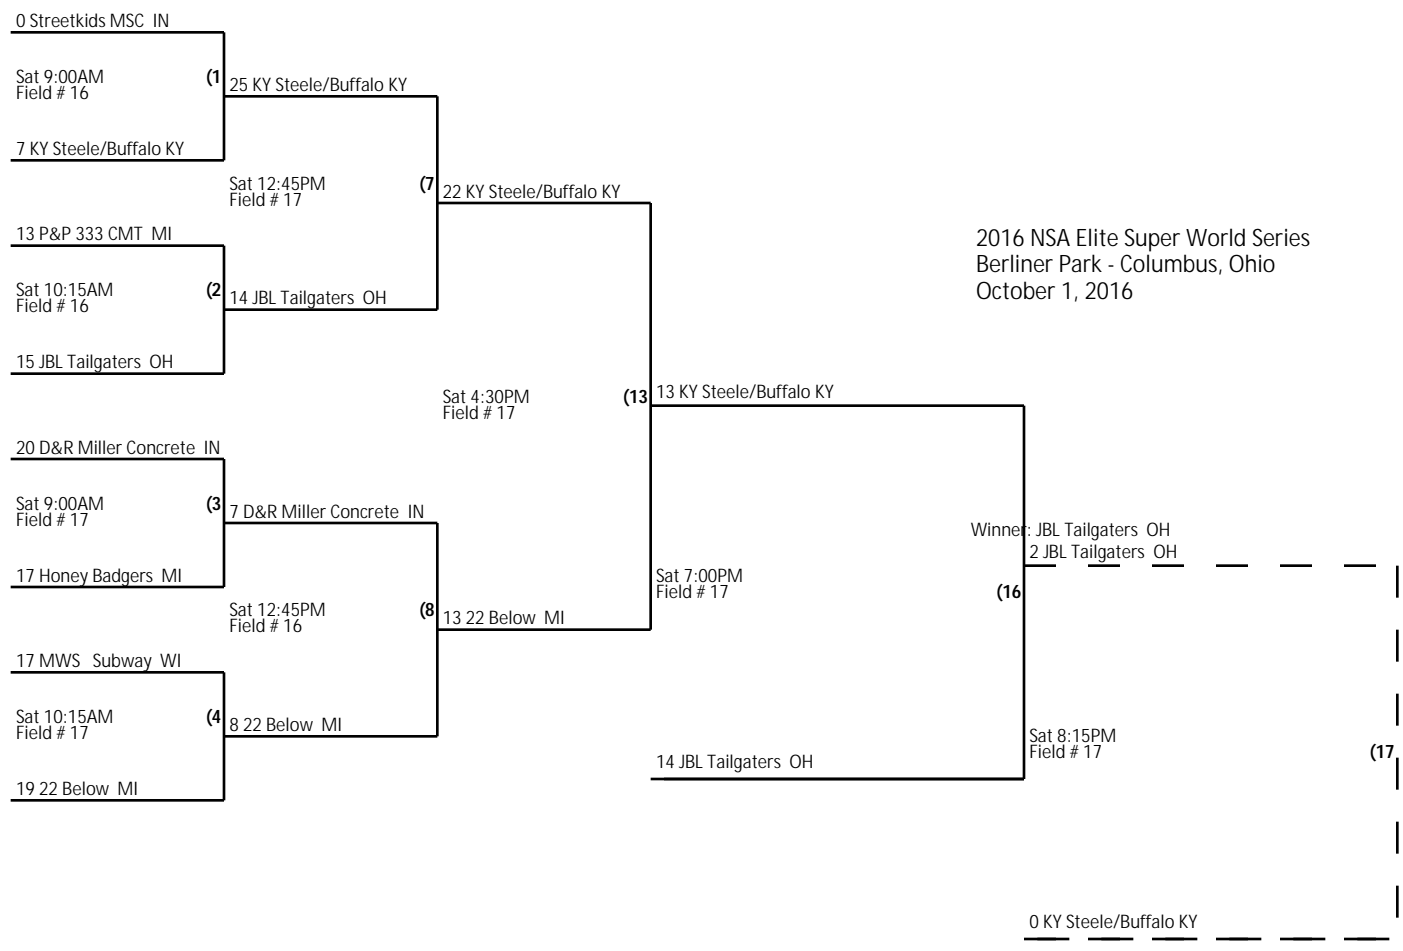 0 Streetkids MSC IN
Sat 9:00AM
Field # 16
(1
25 KY Steele/Buffalo KY
7 KY Steele/Buffalo KY
Sat 12:45PM
Field # 17
(7
22 KY Steele/Buffalo KY
13 P&P 333 CMT MI
Sat 10:15AM
Field # 16
(2
14 JBL Tailgaters OH
15 JBL Tailgaters OH
2016 NSA Elite Super World Series
Berliner Park - Columbus, Ohio
October 1, 2016
Sat 4:30PM
Field # 17
(13
13 KY Steele/Buffalo KY
20 D&R Miller Concrete IN
Sat 9:00AM
Field # 17
(3
7 D&R Miller Concrete IN
17 Honey Badgers MI
Sat 12:45PM
Field # 16
(8
13 22 Below MI
17 MWS Subway WI
Sat 10:15AM
Field # 17
(4
8 22 Below MI
19 22 Below MI
Winner: JBL Tailgaters OH
2 JBL Tailgaters OH
Sat 7:00PM
Field # 17
(16
14 JBL Tailgaters OH
Sat 8:15PM
Field # 17
(17
0 KY Steele/Buffalo KY